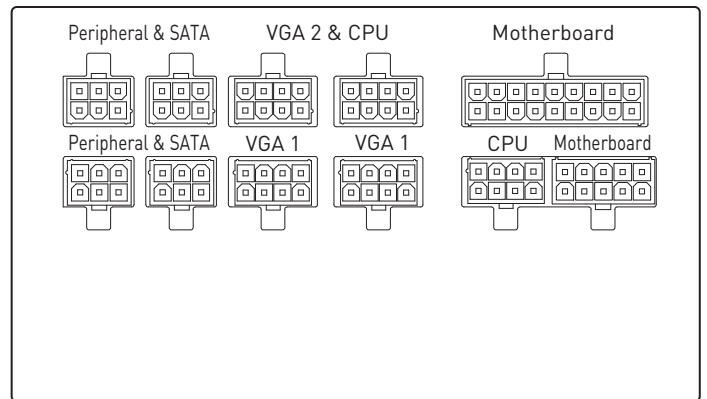 Peripheral & SATA VGA 2 & CPU Motherboard
Peripheral & SATA VGA 1 VGA 1 CPU Motherboard